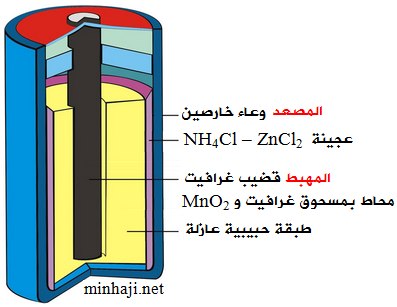 المصعد وعاء خارصين
عجينة NH₄Cl – ZnCl₂
المهبط قضيب غرافيت
محاط بمسحوق غرافيت و MnO₂
طبقة حبيبية عازلة
minhaji.net